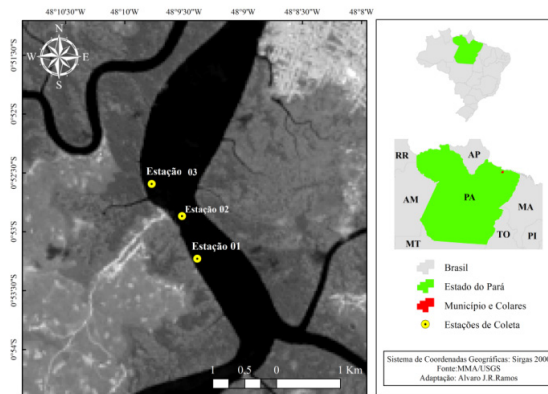 48°10'30"W 48°10'W 48°9'30"W 48°9'W 48°8'30"W 48°8'W
N
W E
S
0°51'30"S
0°52'S
0°52'30"S
0°53'S
0°53'30"S
0°54'S
Estação 03
Estação 02
Estação 01
1 0,5 0 1 Km
RR AP
PA
AM MA
TO PI
MT
Brasil
Estado do Pará
Município e Colares
Estações de Coleta
Sistema de Coordenadas Geográficas: Sirgas 2000
Fonte:MMA/USGS
Adaptação: Alvaro J.R.Ramos